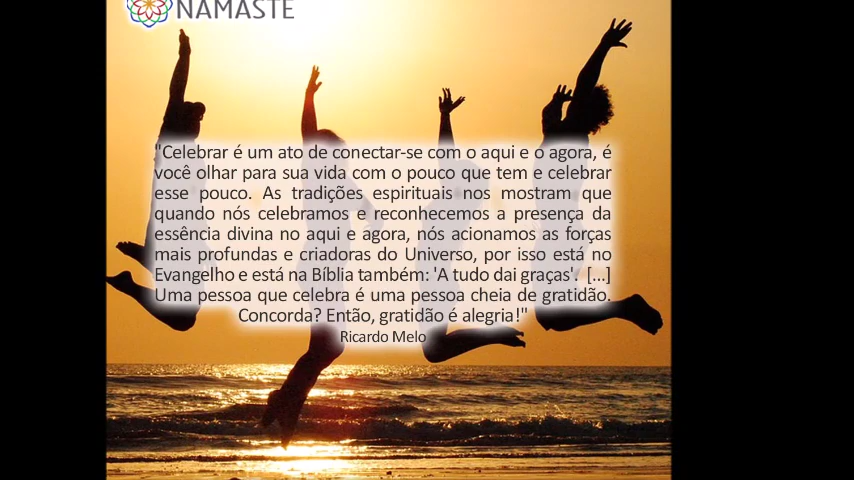 NAMASTE
"Celebrar é um ato de conectar-se com o aqui e o agora, é
você olhar para sua vida com o pouco que tem e celebrar
esse pouco. As tradições espirituais nos mostram que
quando nós celebramos e reconhecemos a presença da
essência divina no aqui e agora, nós acionamos as forças
mais profundas e criadoras do Universo, por isso está no
Evangelho e está na Bíblia também: 'A tudo dai graças'. [...]
Uma pessoa que celebra é uma pessoa cheia de gratidão.
Concorda? Então, gratidão é alegria!"
Ricardo Melo